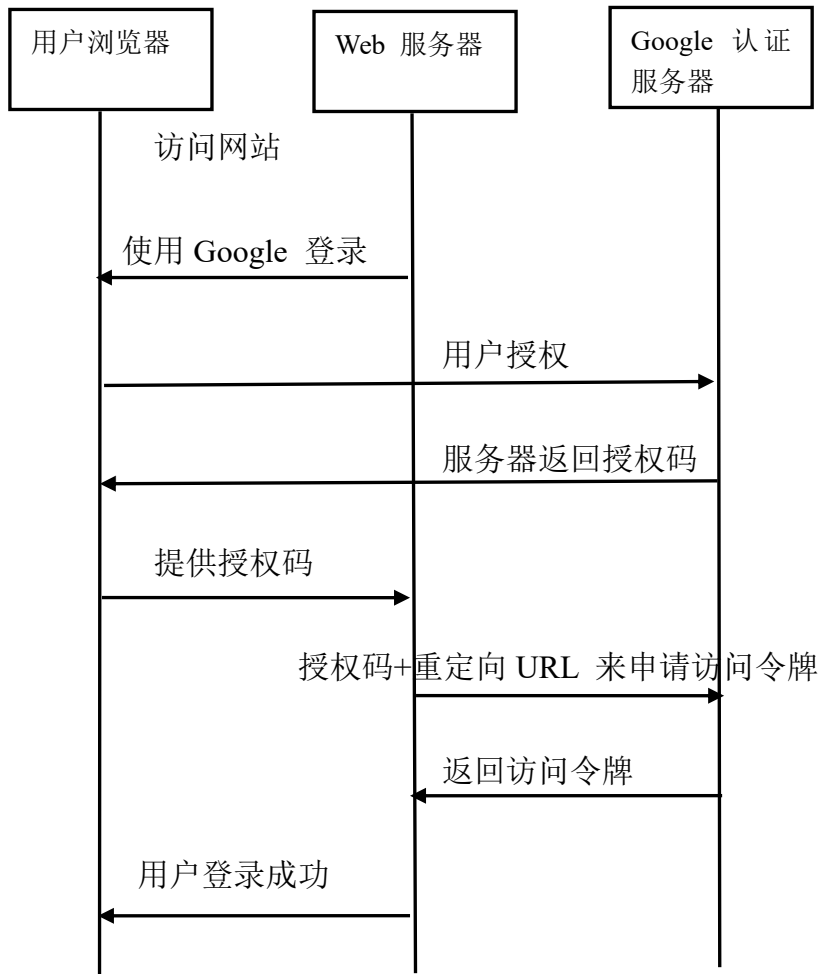 用户浏览器
Web 服务器
Google 认证
服务器
访问网站
使用 Google 登录
用户授权
服务器返回授权码
提供授权码
授权码+重定向 URL 来申请访问令牌
返回访问令牌
用户登录成功